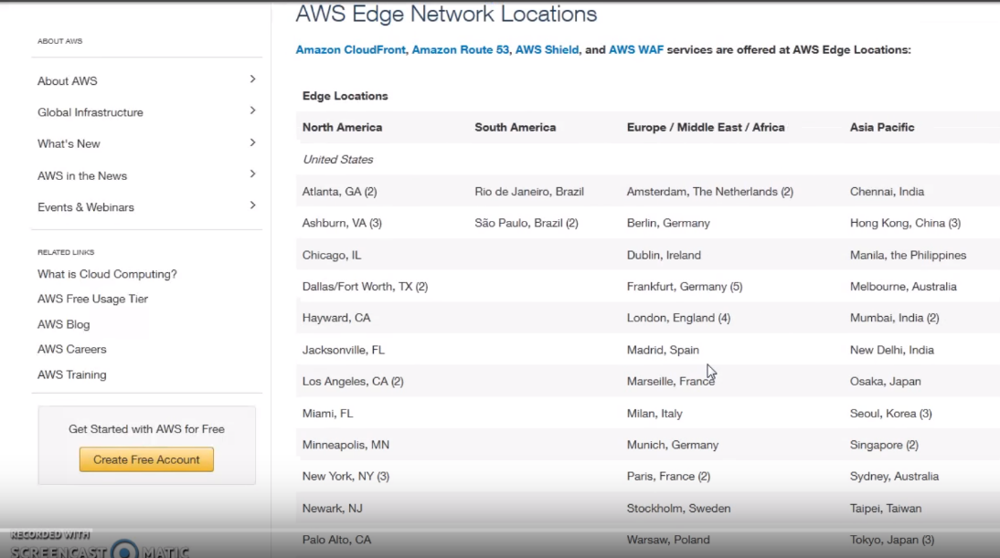 AWS Edge Network Locations
Amazon CloudFront, Amazon Route 53, AWS Shield, and AWS WAF services are offered at AWS Edge Locations:
ABOUT AWS
About AWS
Global Infrastructure
What's New
AWS in the News
Events & Webinars
RELATED LINKS
What is Cloud Computing?
AWS Free Usage Tier
AWS Blog
AWS Careers
AWS Training
Get Started with AWS for Free
Create Free Account
Edge Locations
North America South America Europe / Middle East / Africa Asia Pacific
United States
Atlanta, GA (2) Rio de Janeiro, Brazil Amsterdam, The Netherlands (2) Chennai, India
Ashburn, VA (3) São Paulo, Brazil (2) Berlin, Germany Hong Kong, China (3)
Chicago, IL Dublin, Ireland Manila, the Philippines
Dallas/Fort Worth, TX (2) Frankfurt, Germany (5) Melbourne, Australia
Hayward, CA London, England (4) Mumbai, India (2)
Jacksonville, FL Madrid, Spain New Delhi, India
Los Angeles, CA (2) Marseille, France Osaka, Japan
Miami, FL Milan, Italy Seoul, Korea (3)
Minneapolis, MN Munich, Germany Singapore (2)
New York, NY (3) Paris, France (2) Sydney, Australia
Newark, NJ Stockholm, Sweden Taipei, Taiwan
Palo Alto, CA Warsaw, Poland Tokyo, Japan (3)
RECORDED WITH
SCREENCAST MATIC